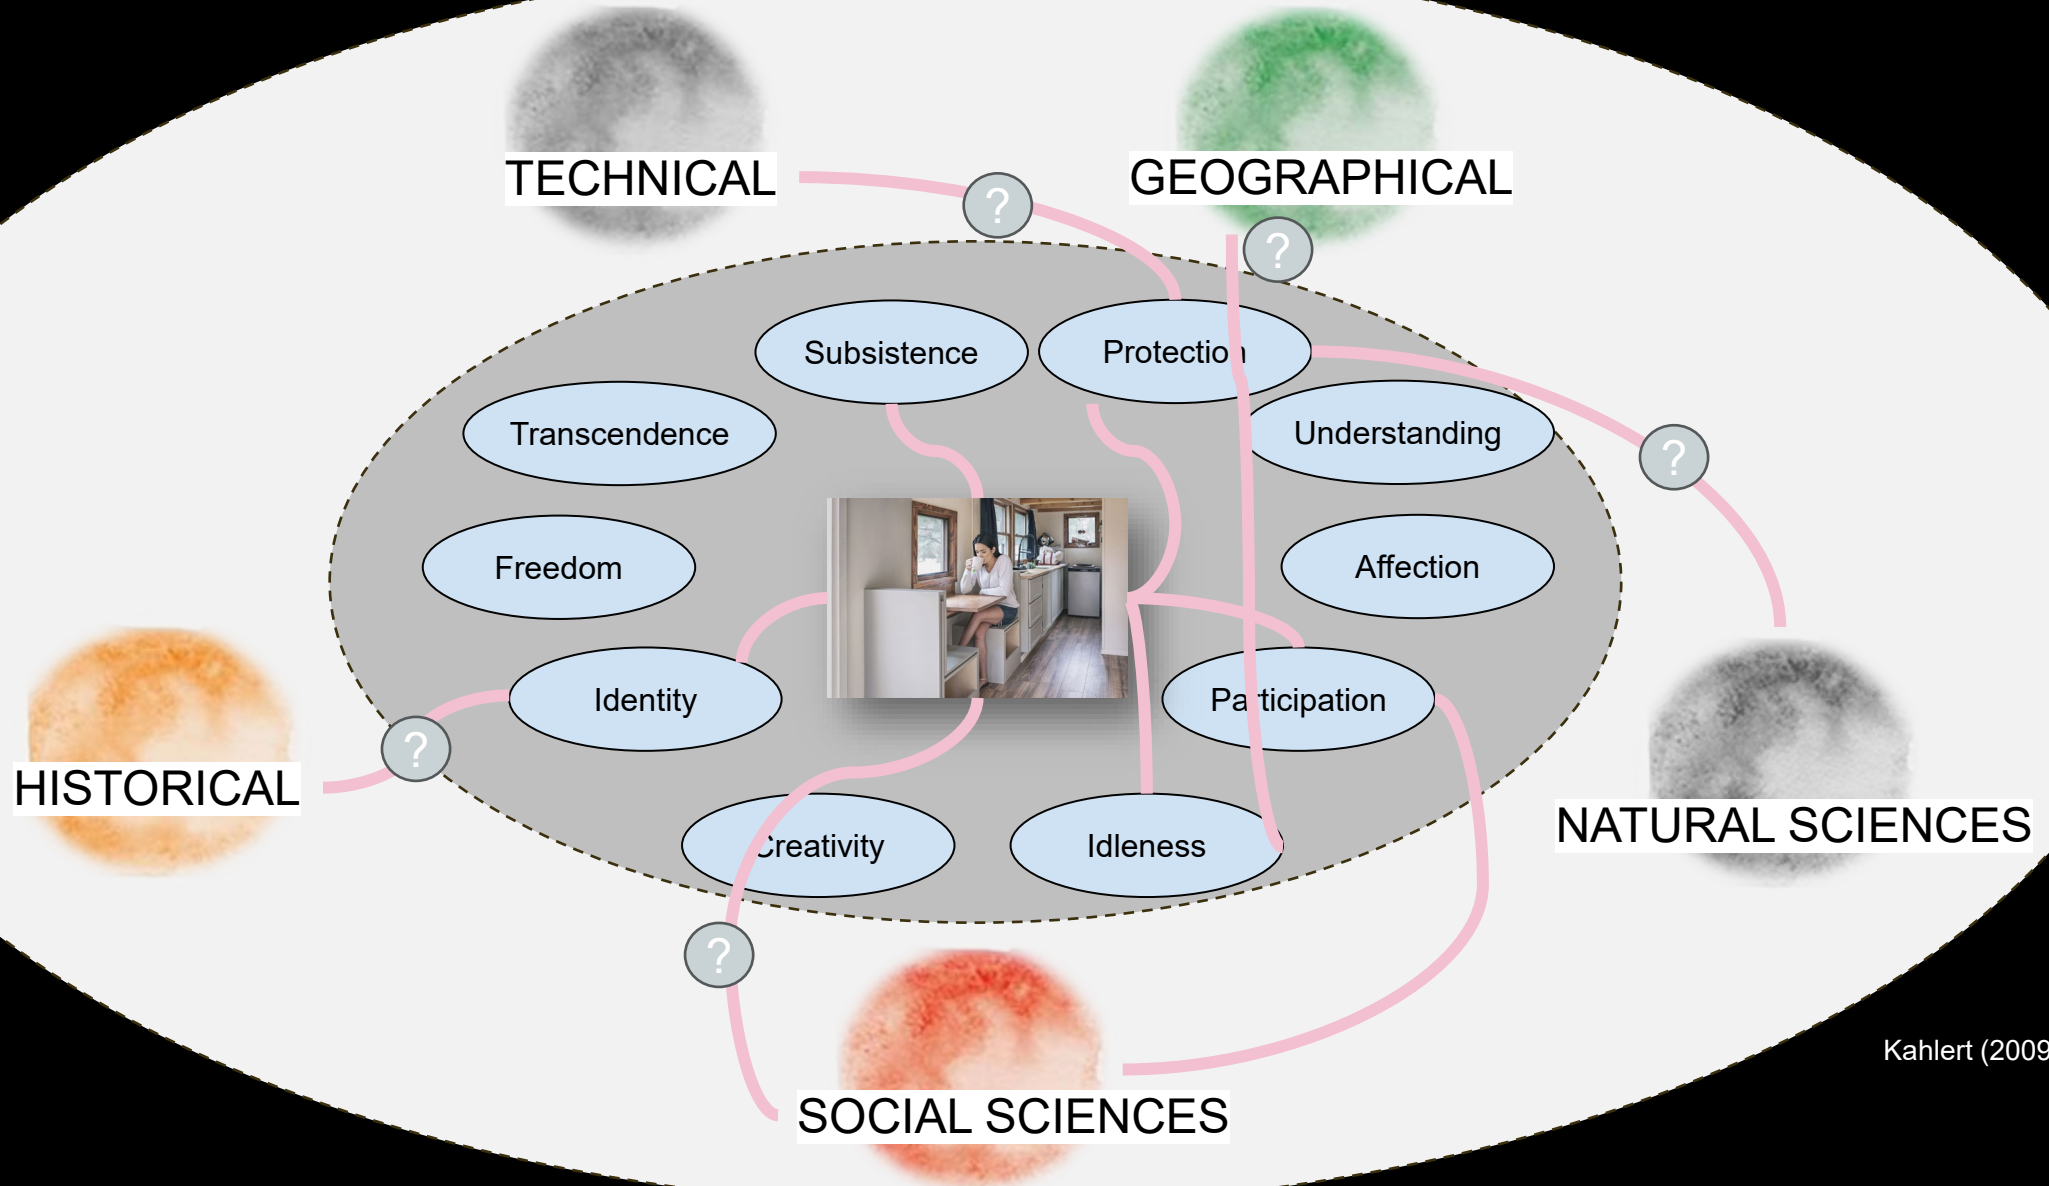 TECHNICAL
GEOGRAPHICAL
?
?
Subsistence
Protection
Transcendence
Understanding
?
Freedom
Affection
Identity
Participation
?
HISTORICAL
NATURAL SCIENCES
Creativity
Idleness
?
Kahlert (2009
SOCIAL SCIENCES